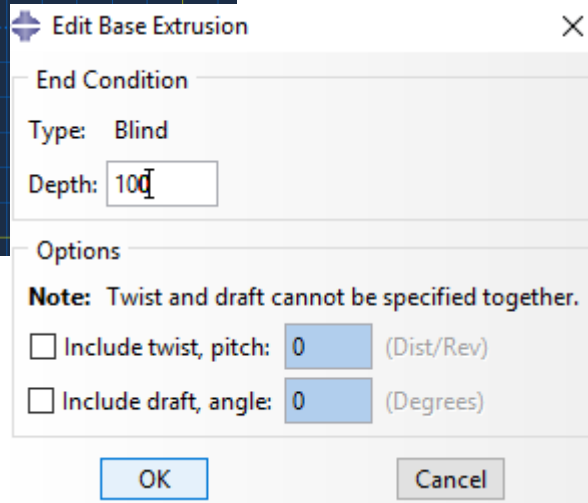 Edit Base Extrusion
End Condition
Type: Blind
Depth: 100
Options
Note: Twist and draft cannot be specified together.
Include twist, pitch: 0 (Dist/Rev)
Include draft, angle: 0 (Degrees)
OK Cancel